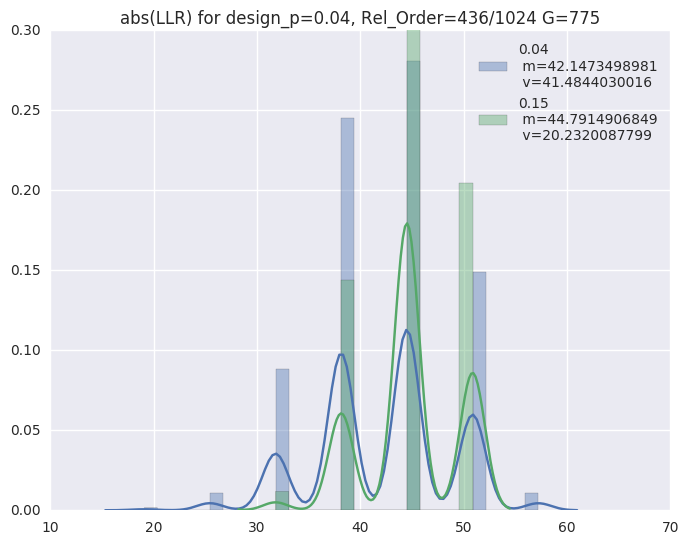 abs(LLR) for design_p=0.04, Rel_Order=436/1024 G=775
0.30
0.25
0.20
0.15
0.10
0.05
0.00
0.04
m=42.1473498981
v=41.4844030016
0.15
m=44.7914906849
v=20.2320087799
10 20 30 40 50 60 70